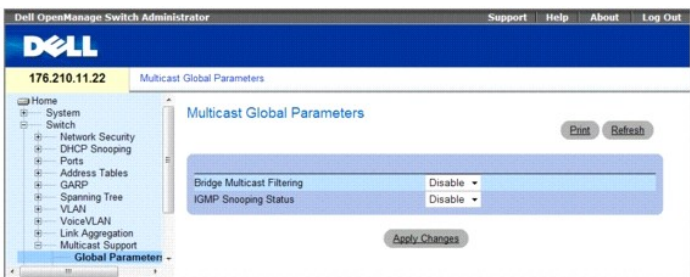 Dell OpenManage Switch Administrator Support Help About Log Out
DELL
176.210.11.22 Multicast Global Parameters
Home
System
Switch
Network Security
DHCP Snooping
Ports
Address Tables
GARP
Spanning Tree
VLAN
VoiceVLAN
Link Aggregation
Multicast Support
Global Parameters
Multicast Global Parameters
Print Refresh
Bridge Multicast Filtering Disable
IGMP Snooping Status Disable
Apply Changes